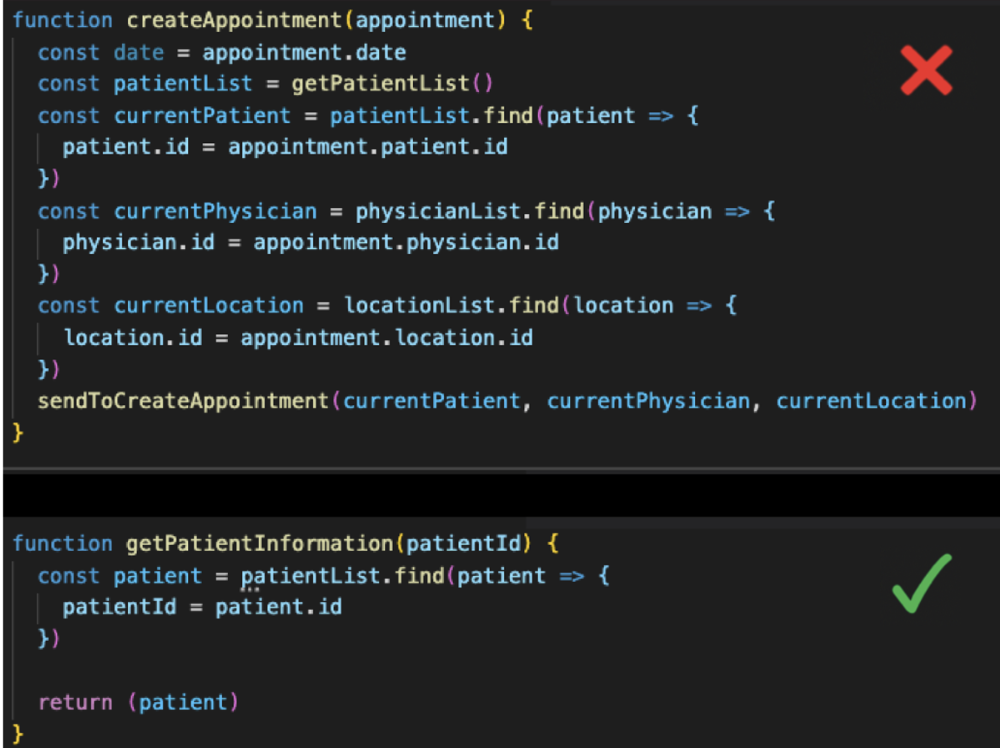 function createAppointment(appointment) {
const date = appointment.date
const patientList = getPatientList()
const currentPatient = patientList.find(patient => {
patient.id = appointment.patient.id
})
const currentPhysician = physicianList.find(physician => {
physician.id = appointment.physician.id
})
const currentLocation = locationList.find(location => {
location.id = appointment.location.id
})
sendToCreateAppointment(currentPatient, currentPhysician, currentLocation)
}
function getPatientInformation(patientId) {
const patient = patientList.find(patient => {
patientId = patient.id
})
return (patient)
}